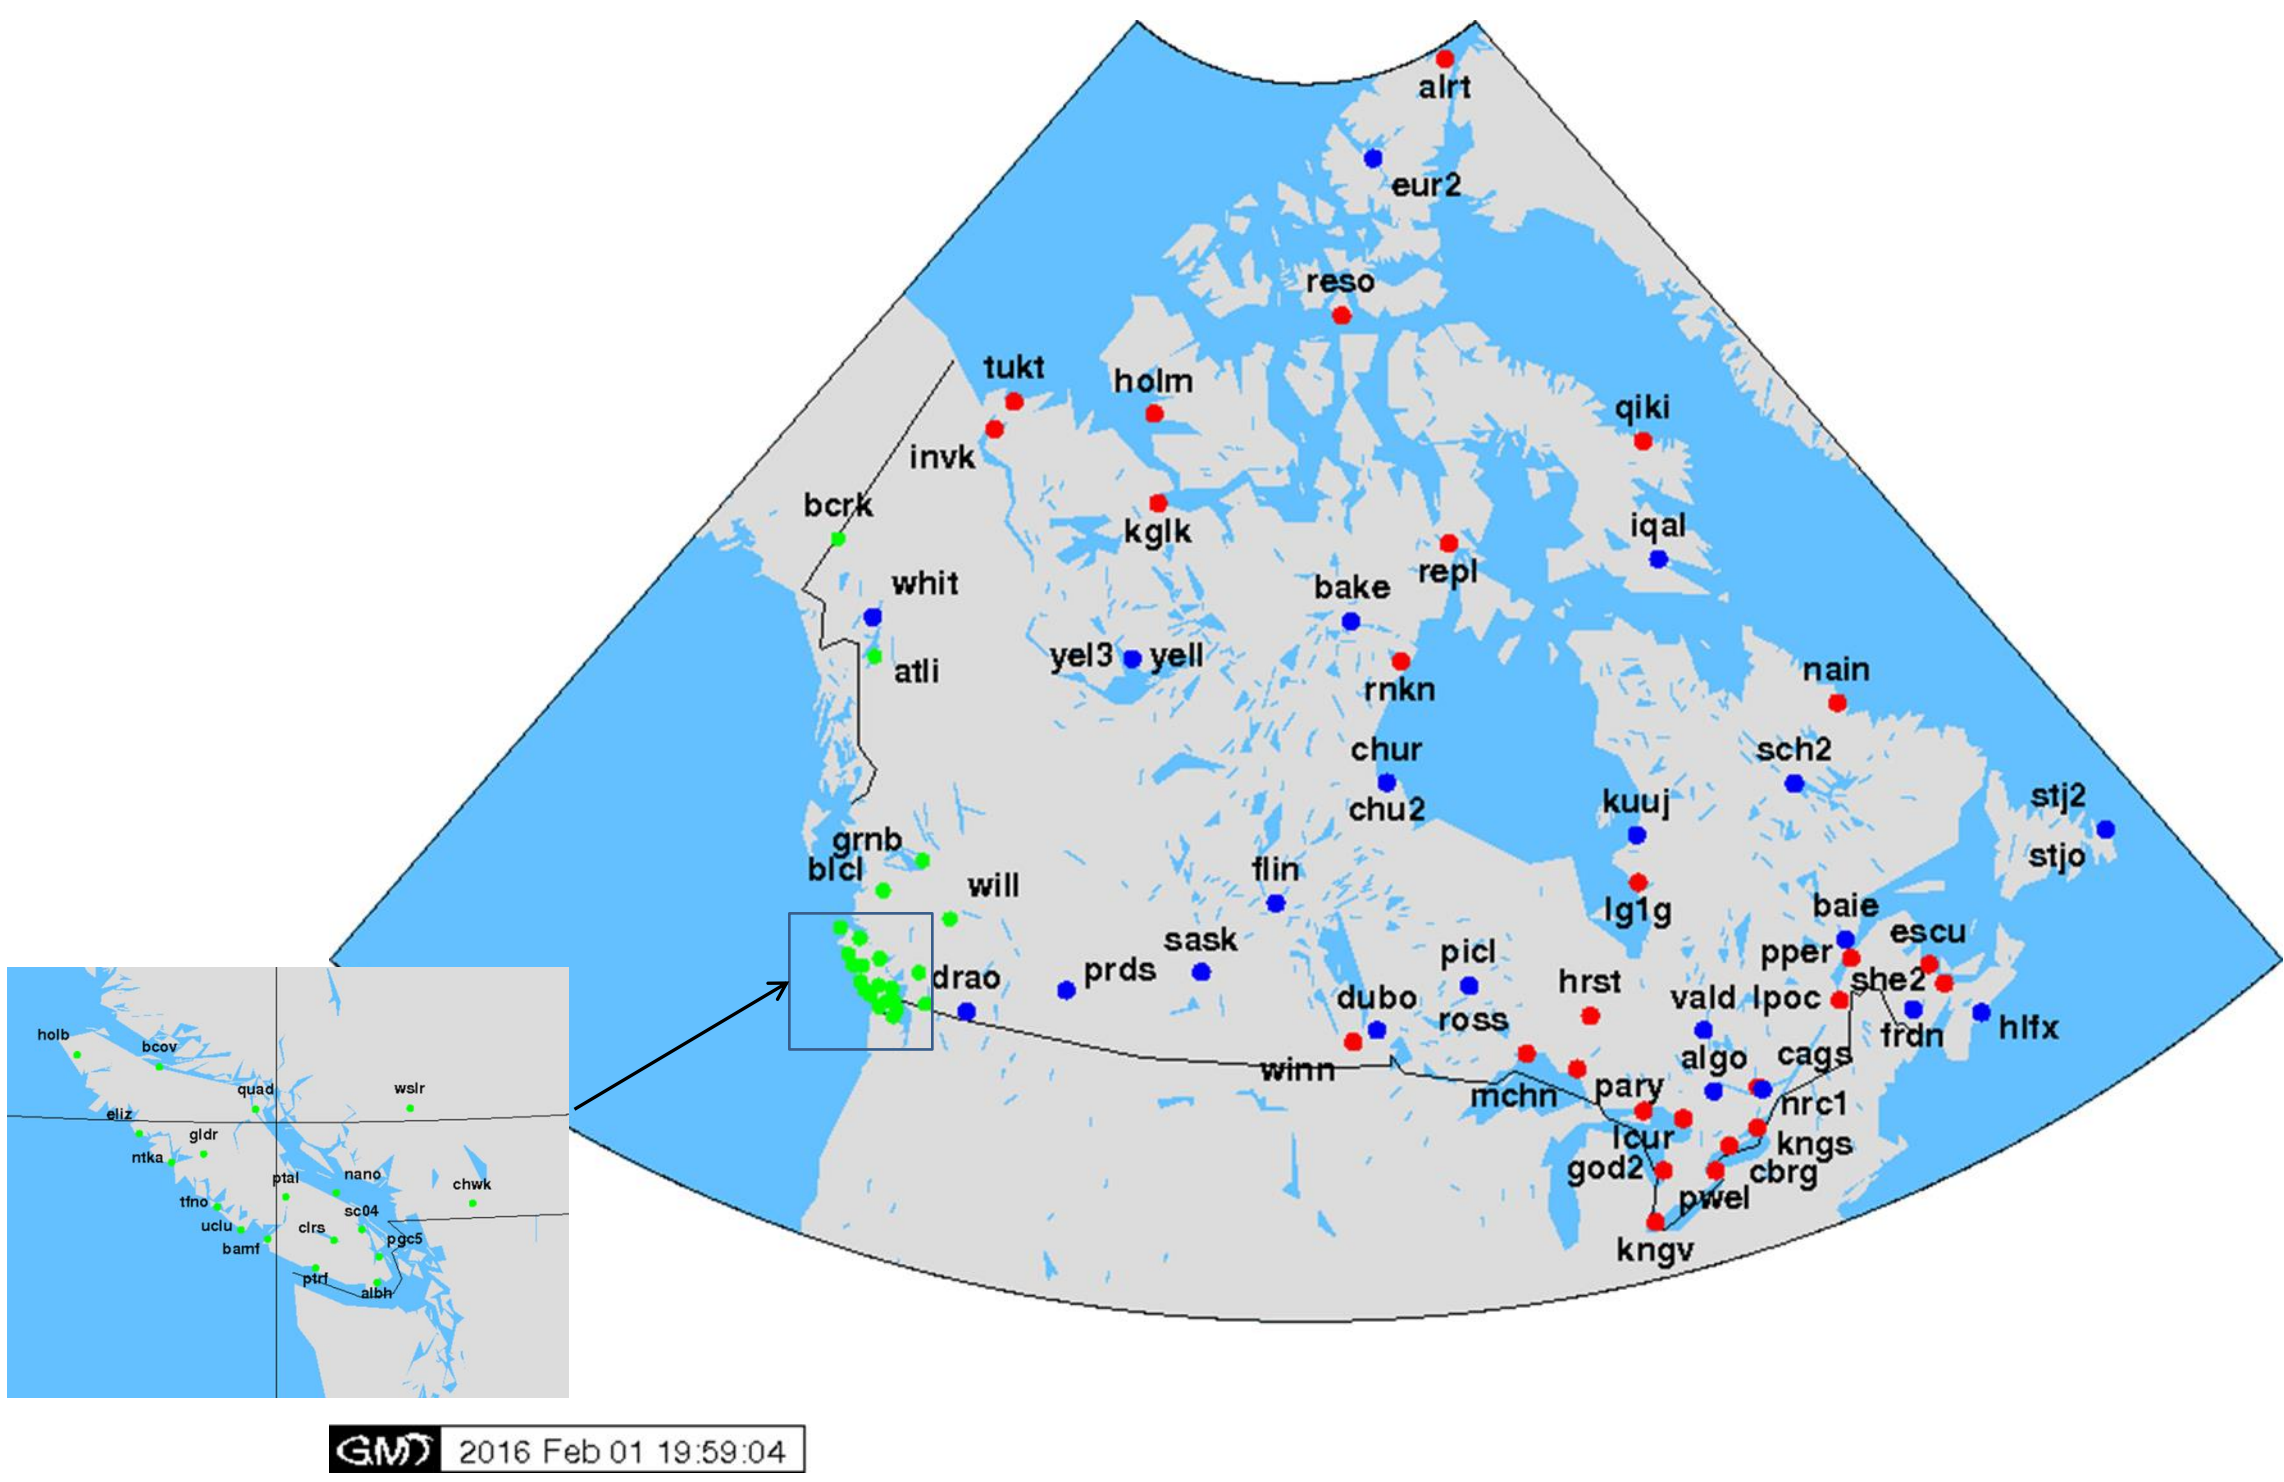 alrt
eur2
reso
tukt
holm
qiki
invk
bcrk
kglk
iqal
repl
whit
bake
atli
yel3 yell
rnkn
nain
chur
sch2
chu2
kuuj
stj2
stjo
grnb
blcl
will
flin
lg1g
baie
escu
sask
picl
pper
drao
prds
hrst
she2
dubo
vald lpoc
ross
frdn
hlfx
winn
algo
cags
mchn
pary
nrc1
lcur
kngs
god2
cbrg
pwel
kngv
holb
bcov
quad
wslr
eliz
gldr
ntka
ptal
nano
chwk
tfno
sc04
uclu
clrs
bamf
pgc5
ptrf
albh
GMT 2016 Feb 01 19:59:04